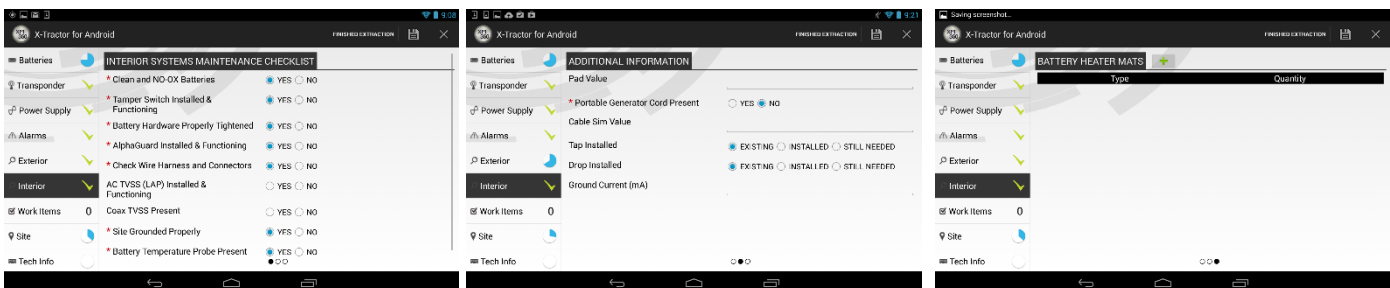 9:08
XM 360
X-Tractor for Android
FINISHED EXTRACTION
Batteries
Transponder
Power Supply
Alarms
Exterior
Interior
Work Items 0
Site
Tech Info
INTERIOR SYSTEMS MAINTENANCE CHECKLIST
* Clean and NO-OX Batteries YES NO
* Tamper Switch Installed & YES NO
Functioning
* Battery Hardware Properly Tightened YES NO
* AlphaGuard Installed & Functioning YES NO
* Check Wire Harness and Connectors YES NO
AC TVSS (LAP) Installed & YES NO
Functioning
Coax TVSS Present YES NO
* Site Grounded Properly YES NO
* Battery Temperature Probe Present YES NO
9:21
XM 360
X-Tractor for Android
FINISHED EXTRACTION
Batteries
Transponder
Power Supply
Alarms
Exterior
Interior
Work Items 0
Site
Tech Info
ADDITIONAL INFORMATION
Pad Value
* Portable Generator Cord Present YES NO
Cable Sim Value
Tap Installed EXISTING INSTALLED STILL NEEDED
Drop Installed EXISTING INSTALLED STILL NEEDED
Ground Current (mA)
Saving screenshot...
XM 360
X-Tractor for Android
FINISHED EXTRACTION
Batteries
Transponder
Power Supply
Alarms
Exterior
Interior
Work Items 0
Site
Tech Info
BATTERY HEATER MATS
Type Quantity